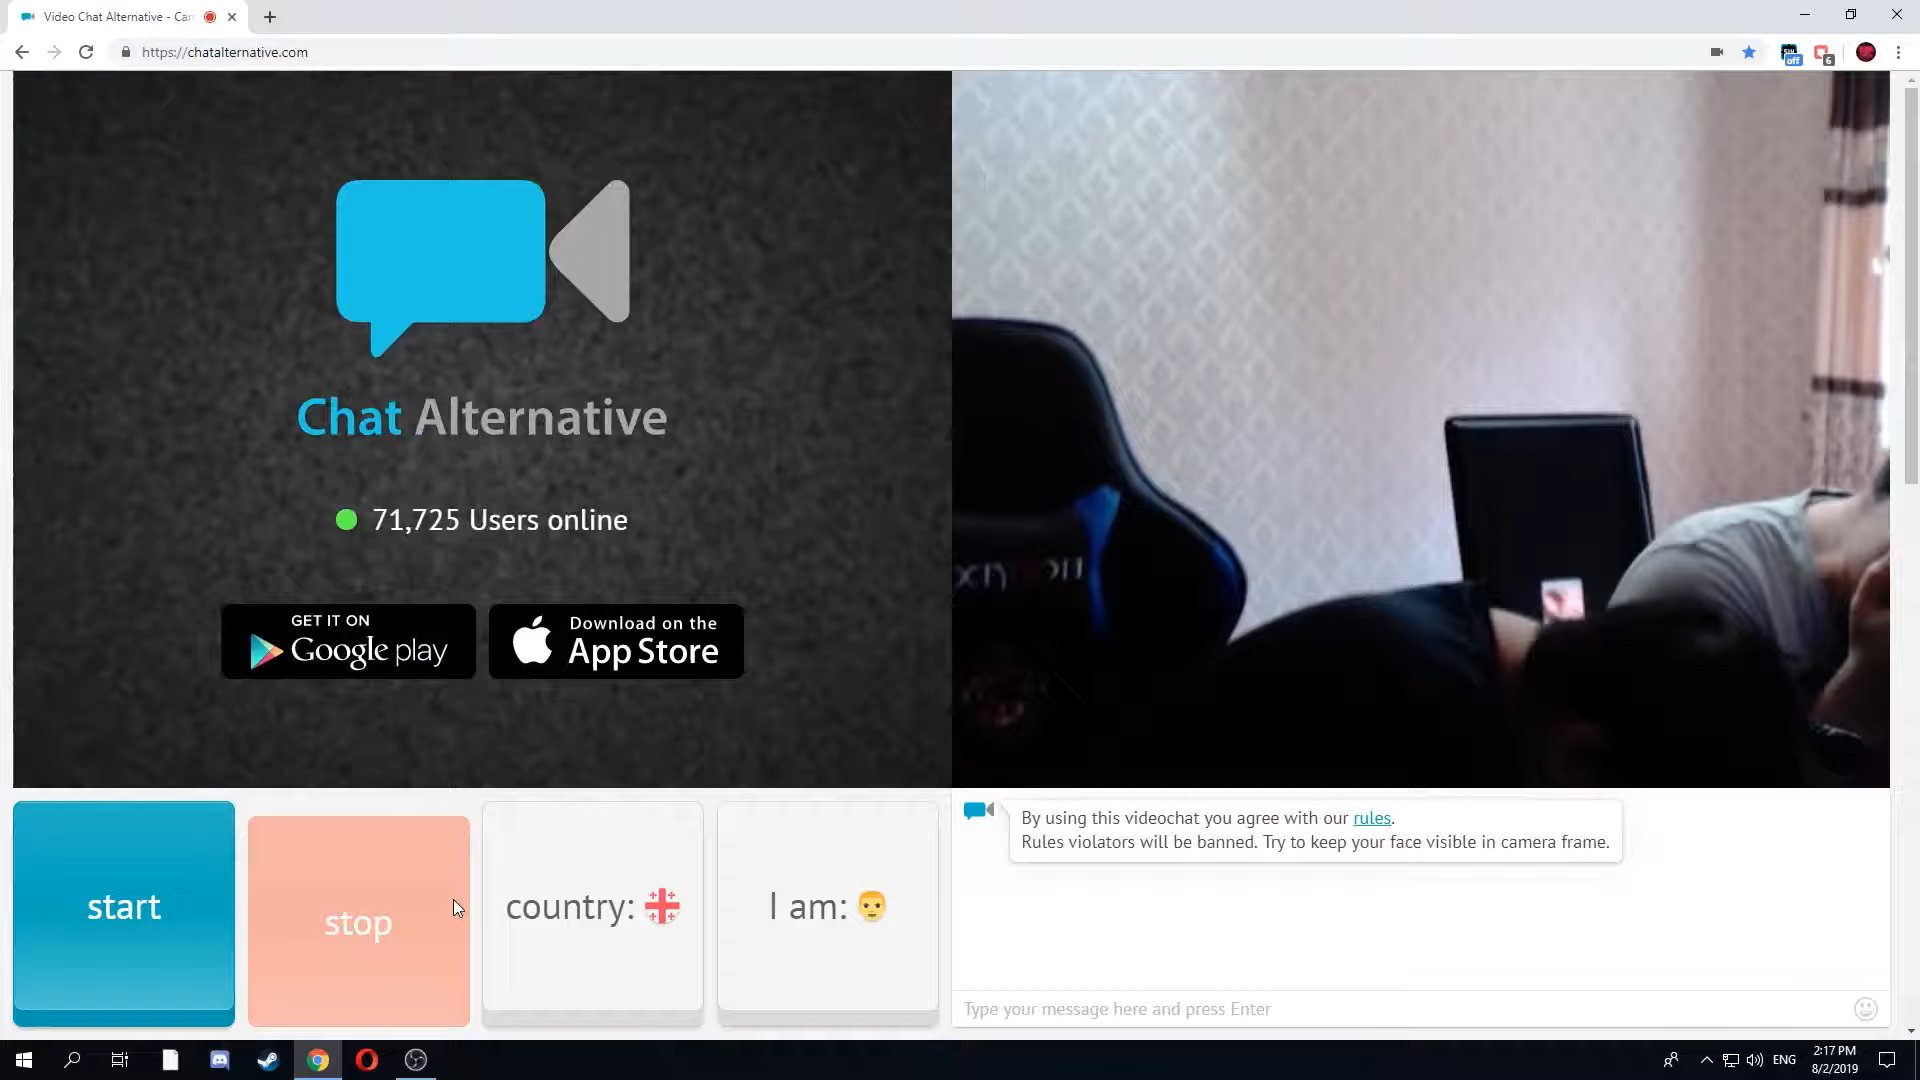 Video Chat Alternative - Can
https://chatalternative.com
off
6
Chat Alternative
71,725 Users online
GET IT ON
Google play
Download on the
App Store
start
stop
country:
I am:
By using this videochat you agree with our rules.
Rules violators will be banned. Try to keep your face visible in camera frame.
Type your message here and press Enter
ENG
2:17 PM
8/2/2019